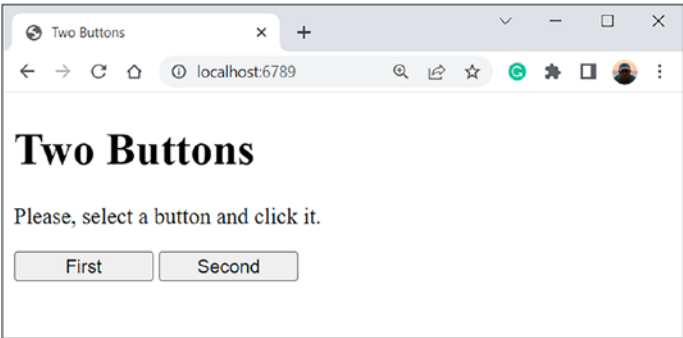 Two Buttons
localhost:6789
Two Buttons
Please, select a button and click it.
First Second